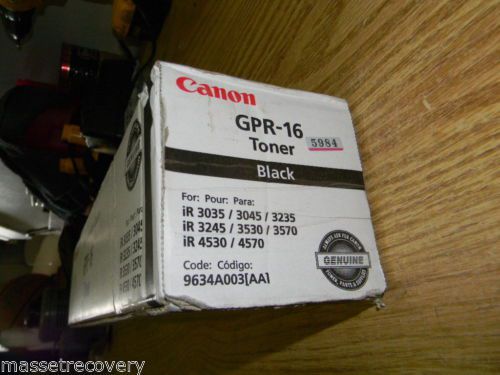 Canon
GPR-16
Toner
5984
Black
For: Pour: Para:
iR 3035 / 3045 / 3235
iR 3245 / 3530 / 3570
iR 4530 / 4570
Code: Código:
9634A003[AA]
GENUINE
massetrecovery